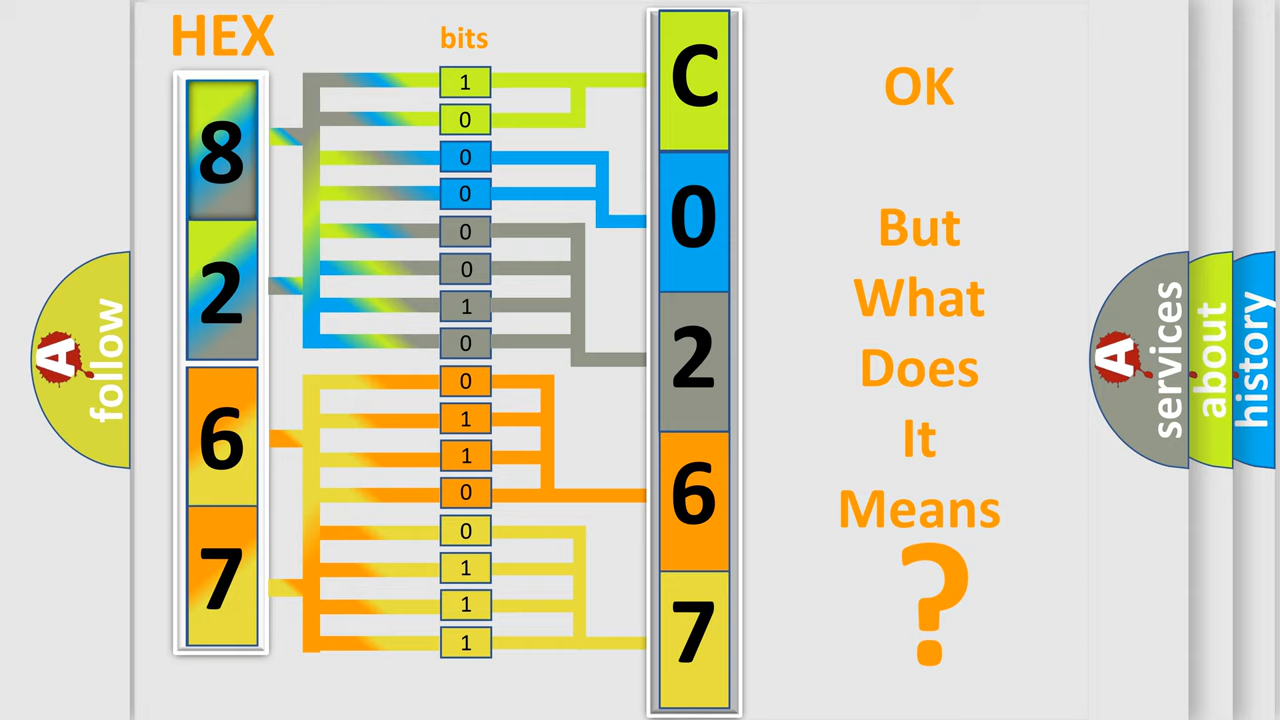 HEX
bits
8
2
6
7
1
0
0
0
0
0
1
0
0
1
1
0
0
1
1
1
C
0
2
6
7
OK
But
What
Does
It
Means
?
A
follow
A
services
about
history